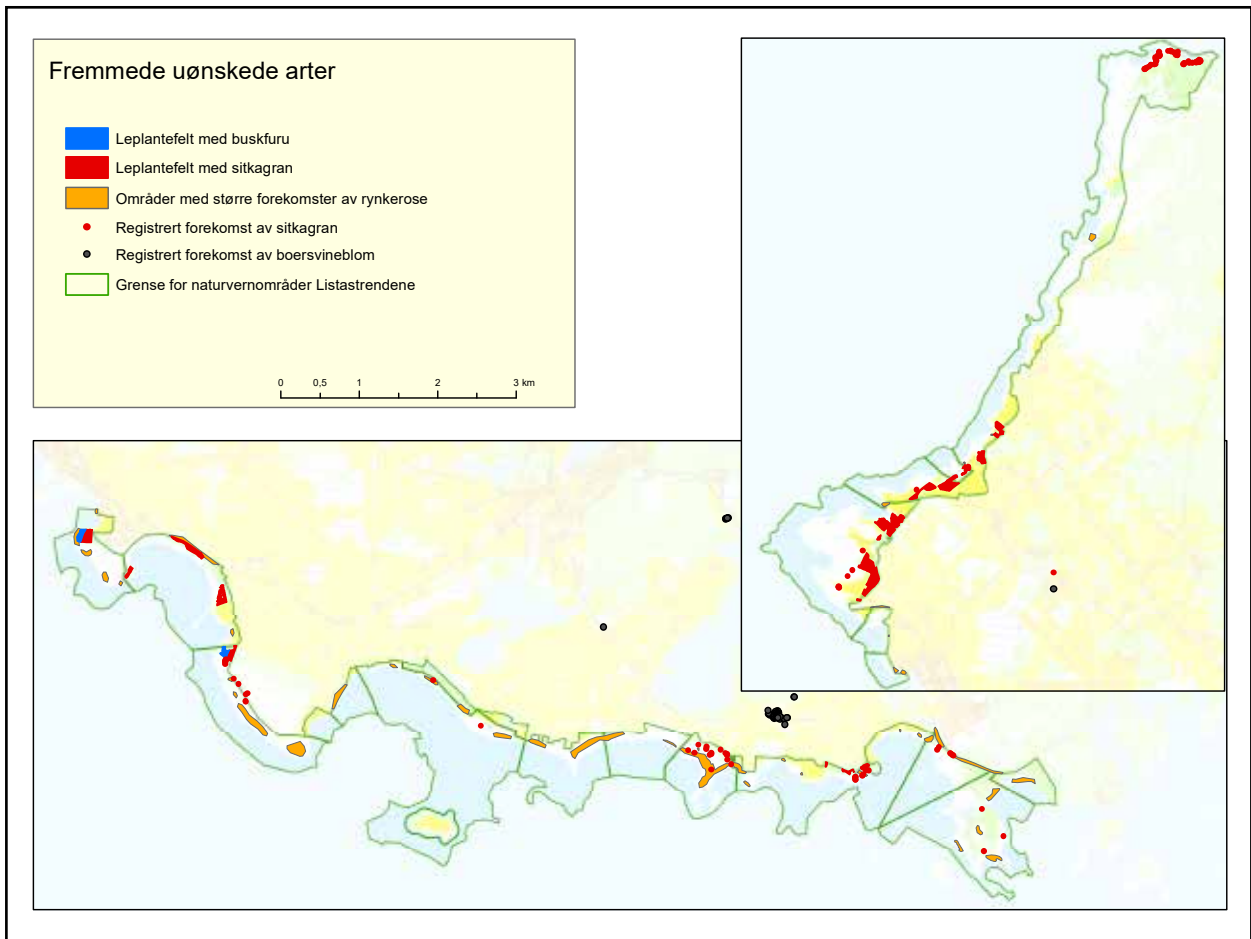 Fremmede uønskede arter
Leplantefelt med buskfuru
Leplantefelt med sitkagran
Områder med større forekomster av rynkerose
Registrert forekomst av sitkagran
Registrert forekomst av boersvineblom
Grense for naturvernområder Listastrendene
0 0,5 1 2 3 km